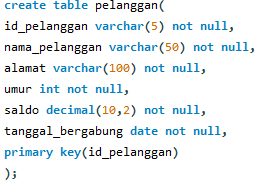 create table pelanggan(
id_pelanggan varchar(5) not null,
nama_pelanggan varchar(50) not null,
alamat varchar(100) not null,
umur int not null,
saldo decimal(10,2) not null,
tanggal_bergabung date not null,
primary key(id_pelanggan)
);